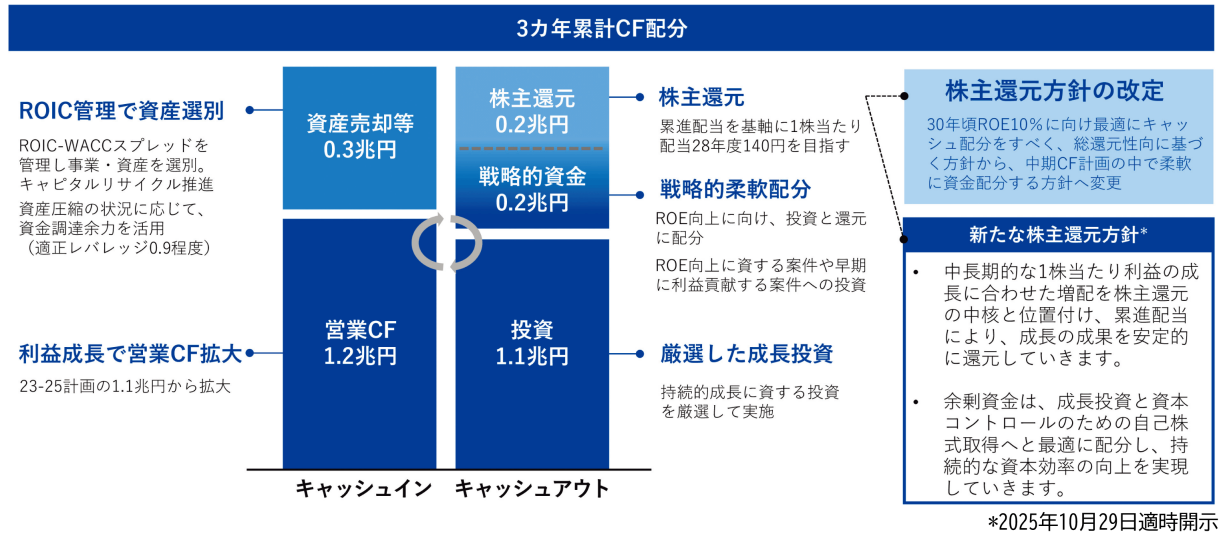 3カ年累計CF配分
ROIC管理で資産選別
ROIC-WACCスプレッドを
管理し事業・資産を選別。
キャピタルリサイクル推進
資産圧縮の状況に応じて、
資金調達余力を活用
（適正レバレッジ0.9程度）
利益成長で営業CF拡大
23-25計画の1.1兆円から拡大
資産売却等
0.3兆円
営業CF
1.2兆円
キャッシュイン
株主還元
0.2兆円
戦略的資金
0.2兆円
投資
1.1兆円
キャッシュアウト
株主還元
累進配当を基軸に1株当たり
配当28年度140円を目指す
戦略的柔軟配分
ROE向上に向け、投資と還元
に配分
ROE向上に資する案件や早期
に利益貢献する案件への投資
厳選した成長投資
持続的成長に資する投資
を厳選して実施
株主還元方針の改定
30年頃ROE10％に向け最適にキャッ
シュ配分をすべく、総還元性向に基づ
く方針から、中期CF計画の中で柔軟
に資金配分する方針へ変更
新たな株主還元方針*
• 中長期的な1株当たり利益の成
長に合わせた増配を株主還元
の中核と位置付け、累進配当
により、成長の成果を安定的
に還元していきます。
• 余剰資金は、成長投資と資本
コントロールのための自己株
式取得へと最適に配分し、持
続的な資本効率の向上を実現
していきます。
*2025年10月29日適時開示